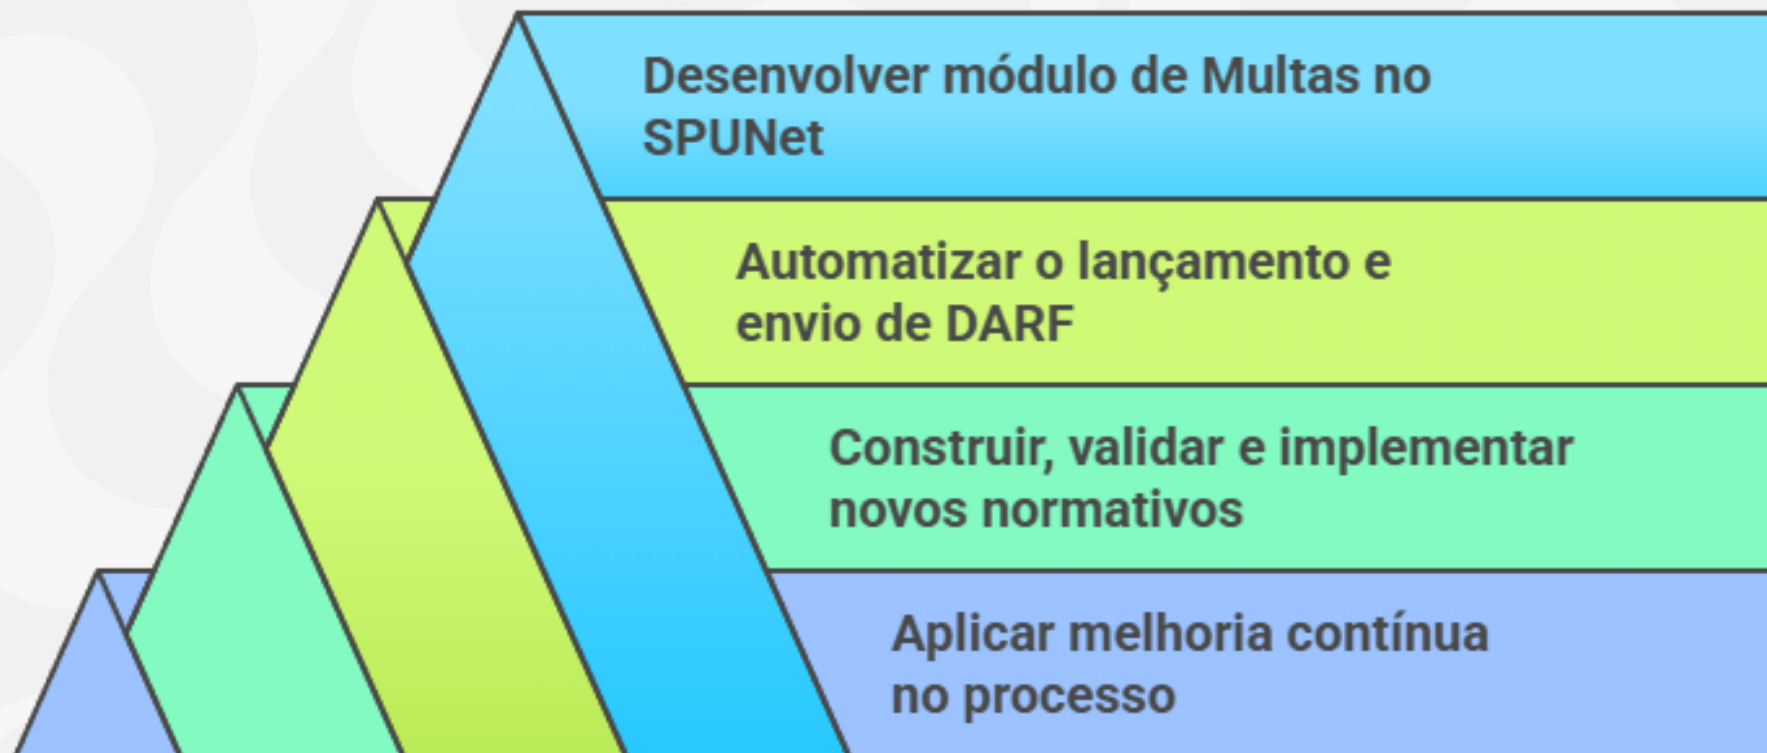 Desenvolver módulo de Multas no
SPUNet
Automatizar o lançamento e
envio de DARF
Construir, validar e implementar
novos normativos
Aplicar melhoria contínua
no processo